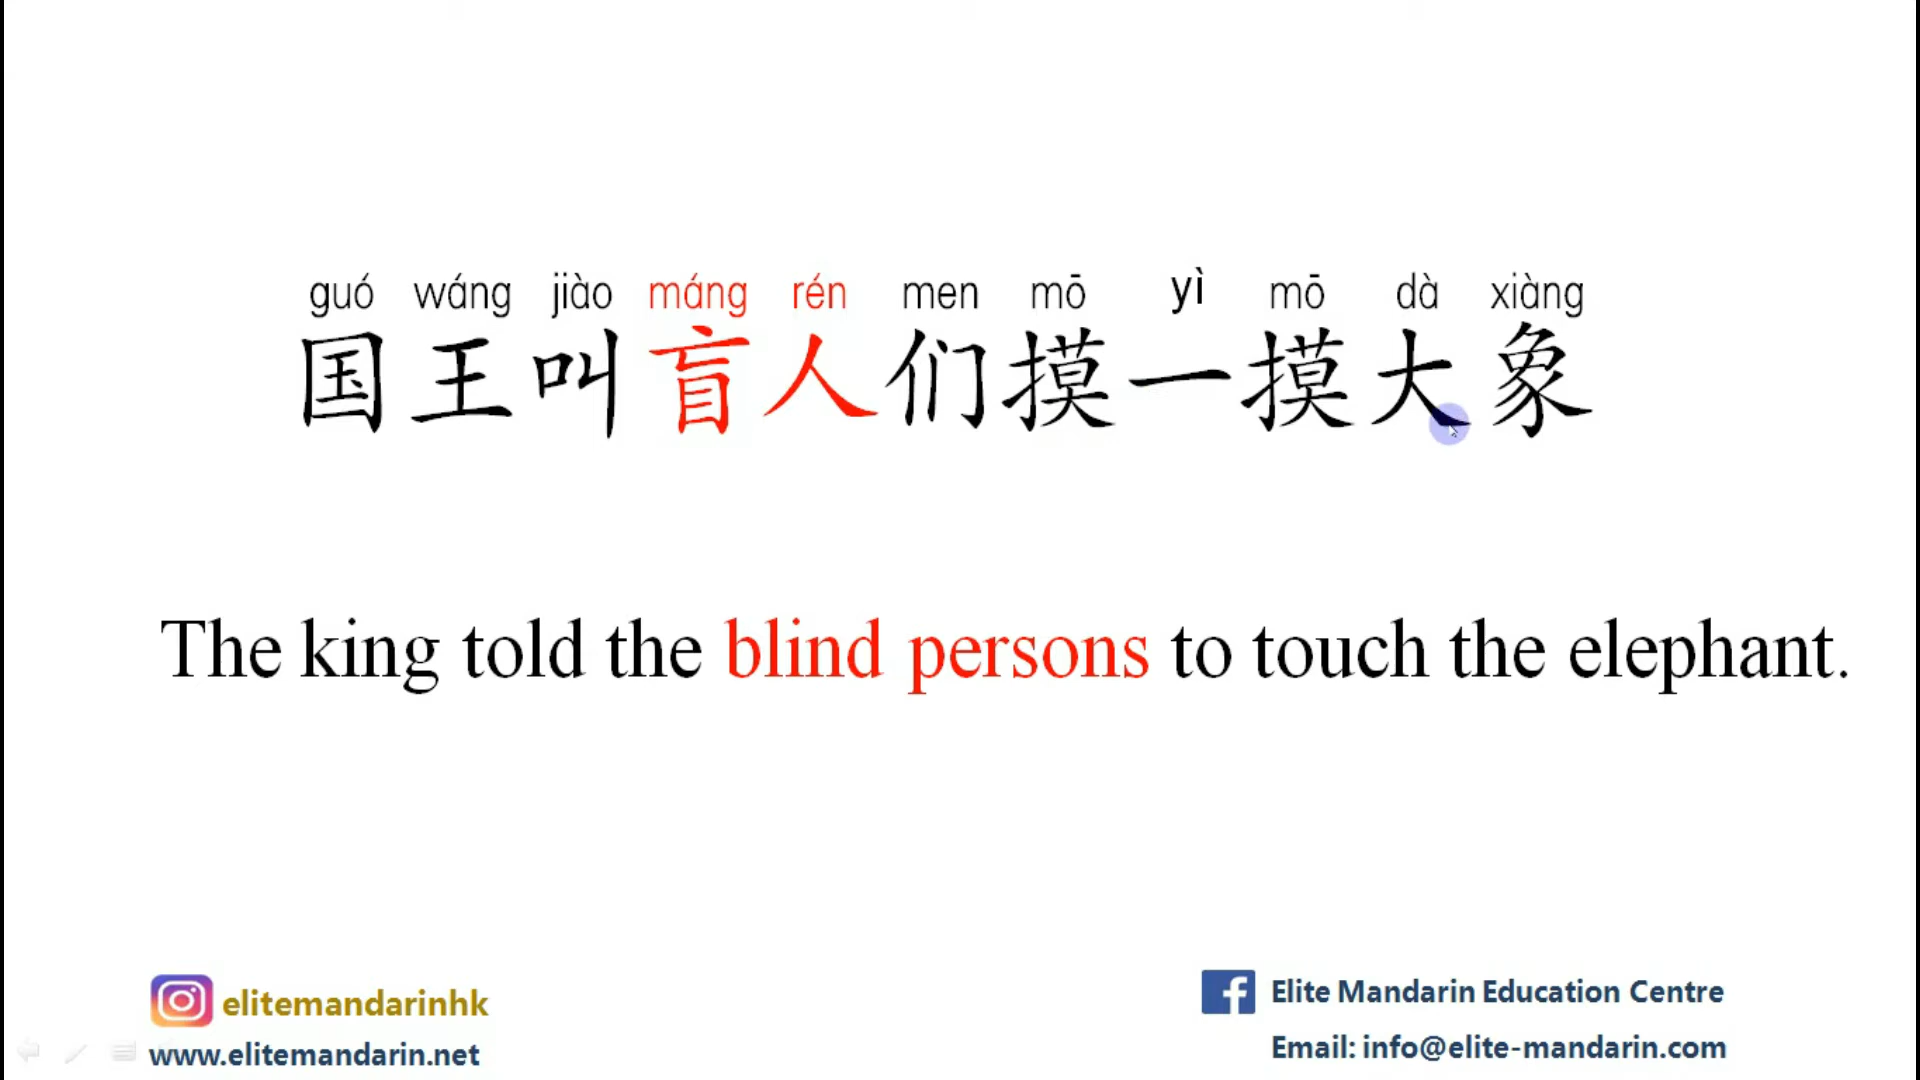 guó wáng jiào máng rén men mō yì mō dà xiàng
国王叫盲人们摸一摸大象
The king told the blind persons to touch the elephant.
elitemandarinhk
www.elitemandarin.net
Elite Mandarin Education Centre
Email: info@elite-mandarin.com